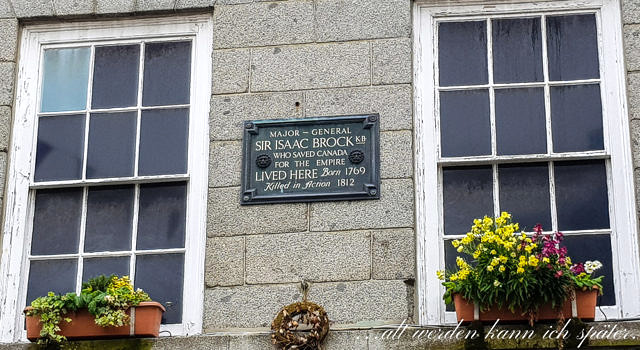 MAJOR - GENERAL
SIR ISAAC BROCK K.B
WHO SAVED CANADA
FOR THE EMPIRE
LIVED HERE Born 1769
Killed in Action 1812
...alt werden kann ich später...